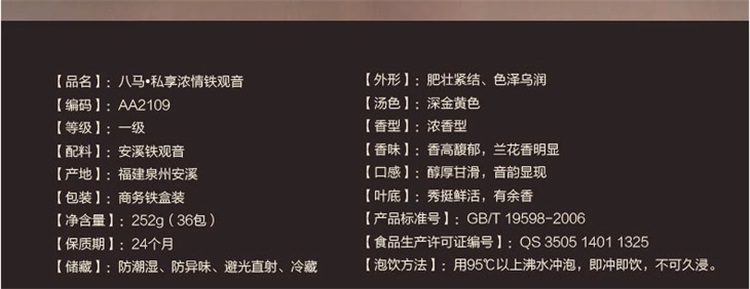 【品名】：八马•私享浓情铁观音
【编码】：AA2109
【等级】：一级
【配料】：安溪铁观音
【产地】：福建泉州安溪
【包装】：商务铁盒装
【净含量】：252g（36包）
【保质期】：24个月
【储藏】：防潮湿、防异味、避光直射、冷藏
【外形】：肥壮紧结、色泽乌润
【汤色】：深金黄色
【香型】：浓香型
【香味】：香高馥郁，兰花香明显
【口感】：醇厚甘滑，音韵显现
【叶底】：秀挺鲜活，有余香
【产品标准号】：GB/T 19598-2006
【食品生产许可证编号】：QS 3505 1401 1325
【泡饮方法】：用95℃以上沸水冲泡，即冲即饮，不可久浸。